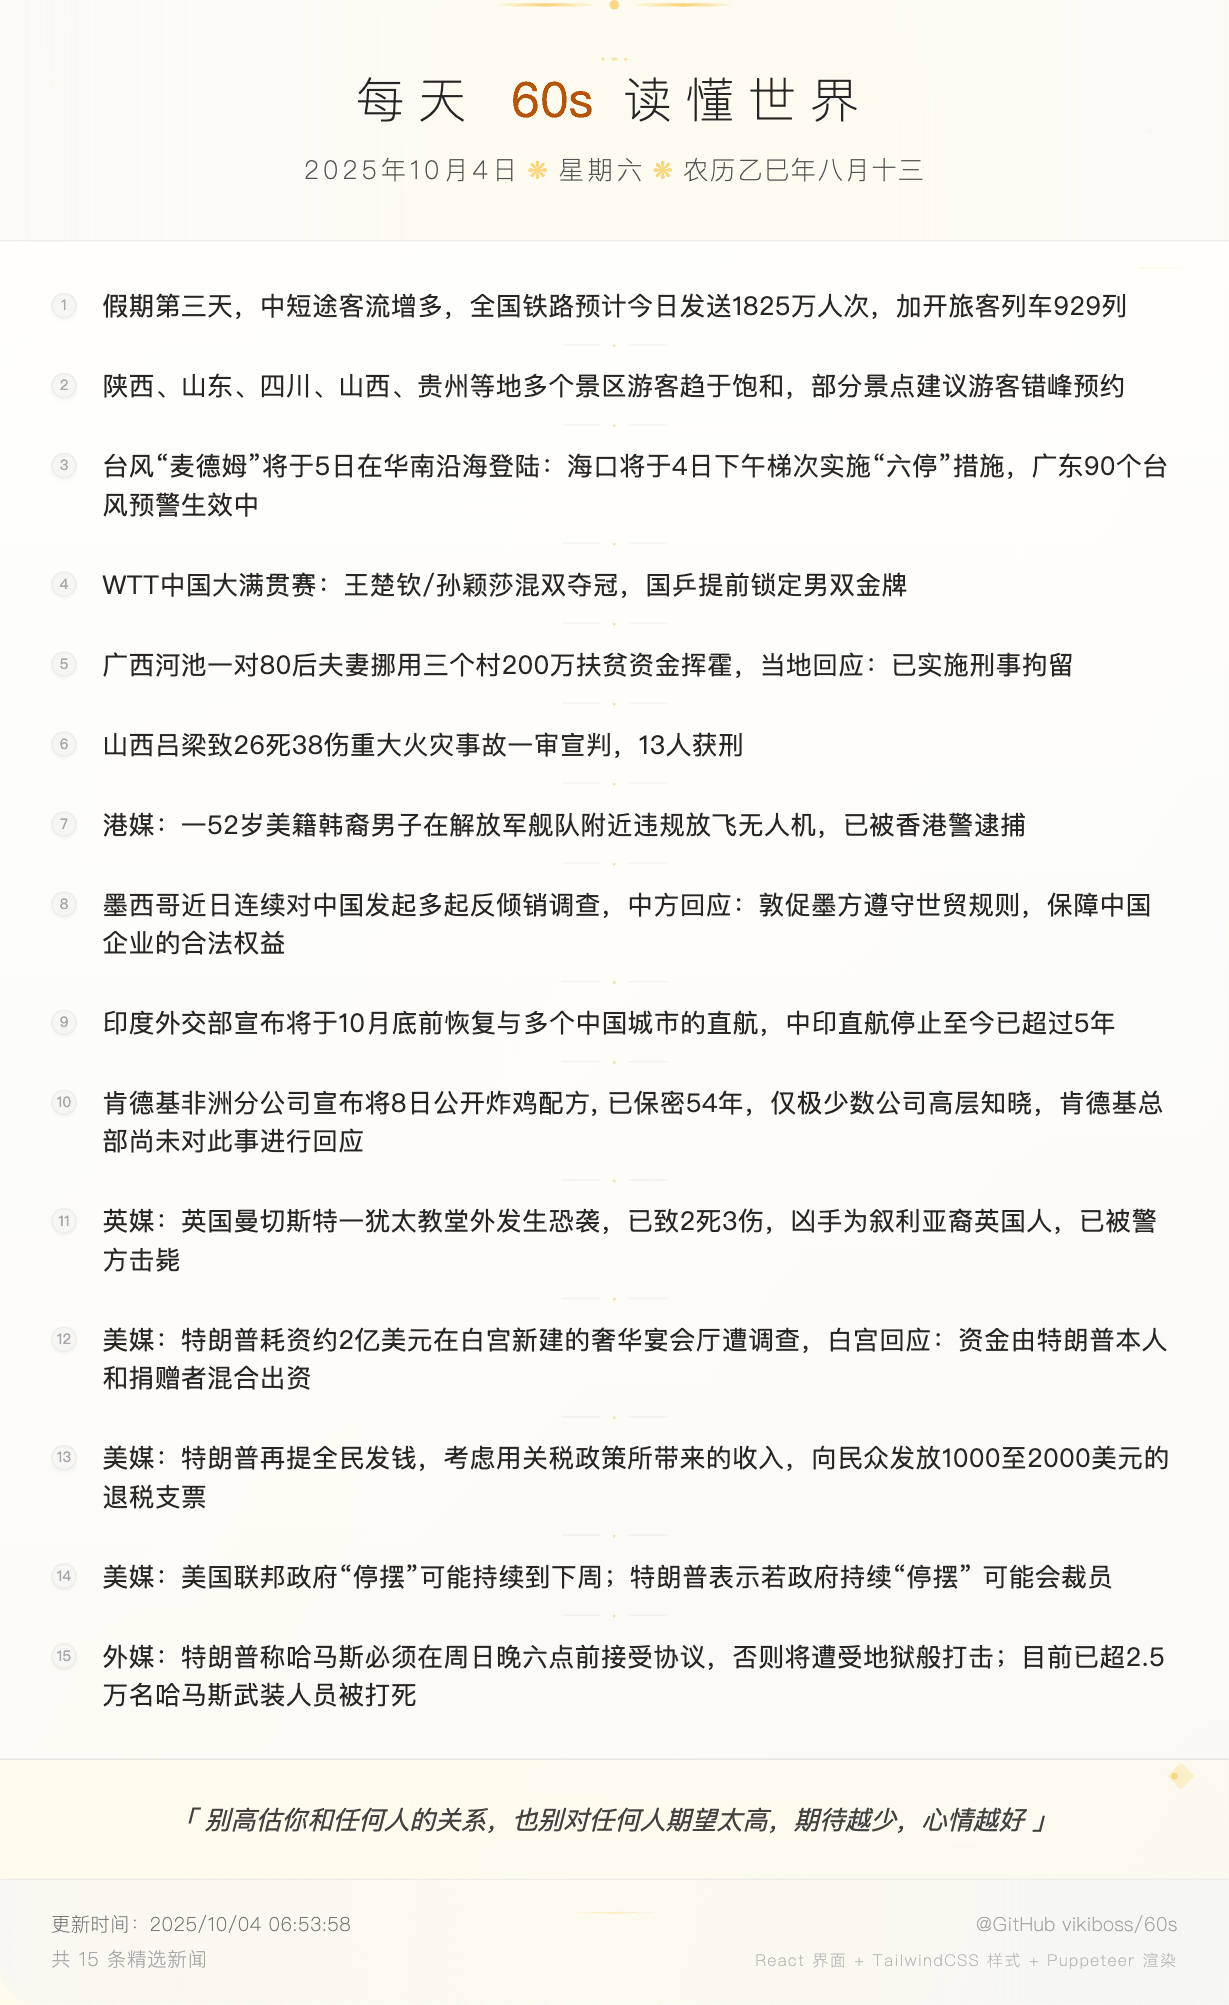 每天 60s 读懂世界
2025年10月4日 ❋ 星期六 ❋ 农历乙巳年八月十三
1 假期第三天，中短途客流增多，全国铁路预计今日发送1825万人次，加开旅客列车929列
2 陕西、山东、四川、山西、贵州等地多个景区游客趋于饱和，部分景点建议游客错峰预约
3 台风“麦德姆”将于5日在华南沿海登陆：海口将于4日下午梯次实施“六停”措施，广东90个台
风预警生效中
4 WTT中国大满贯赛：王楚钦/孙颖莎混双夺冠，国乒提前锁定男双金牌
5 广西河池一对80后夫妻挪用三个村200万扶贫资金挥霍，当地回应：已实施刑事拘留
6 山西吕梁致26死38伤重大火灾事故一审宣判，13人获刑
7 港媒：一52岁美籍韩裔男子在解放军舰队附近违规放飞无人机，已被香港警逮捕
8 墨西哥近日连续对中国发起多起反倾销调查，中方回应：敦促墨方遵守世贸规则，保障中国
企业的合法权益
9 印度外交部宣布将于10月底前恢复与多个中国城市的直航，中印直航停止至今已超过5年
10 肯德基非洲分公司宣布将8日公开炸鸡配方, 已保密54年，仅极少数公司高层知晓，肯德基总
部尚未对此事进行回应
11 英媒：英国曼切斯特一犹太教堂外发生恐袭，已致2死3伤，凶手为叙利亚裔英国人，已被警
方击毙
12 美媒：特朗普耗资约2亿美元在白宫新建的奢华宴会厅遭调查，白宫回应：资金由特朗普本人
和捐赠者混合出资
13 美媒：特朗普再提全民发钱，考虑用关税政策所带来的收入，向民众发放1000至2000美元的
退税支票
14 美媒：美国联邦政府“停摆”可能持续到下周；特朗普表示若政府持续“停摆” 可能会裁员
15 外媒：特朗普称哈马斯必须在周日晚六点前接受协议，否则将遭受地狱般打击；目前已超2.5
万名哈马斯武装人员被打死
「 别高估你和任何人的关系，也别对任何人期望太高，期待越少，心情越好 」
更新时间：2025/10/04 06:53:58
@GitHub vikiboss/60s
共 15 条精选新闻
React 界面 + TailwindCSS 样式 + Puppeteer 渲染